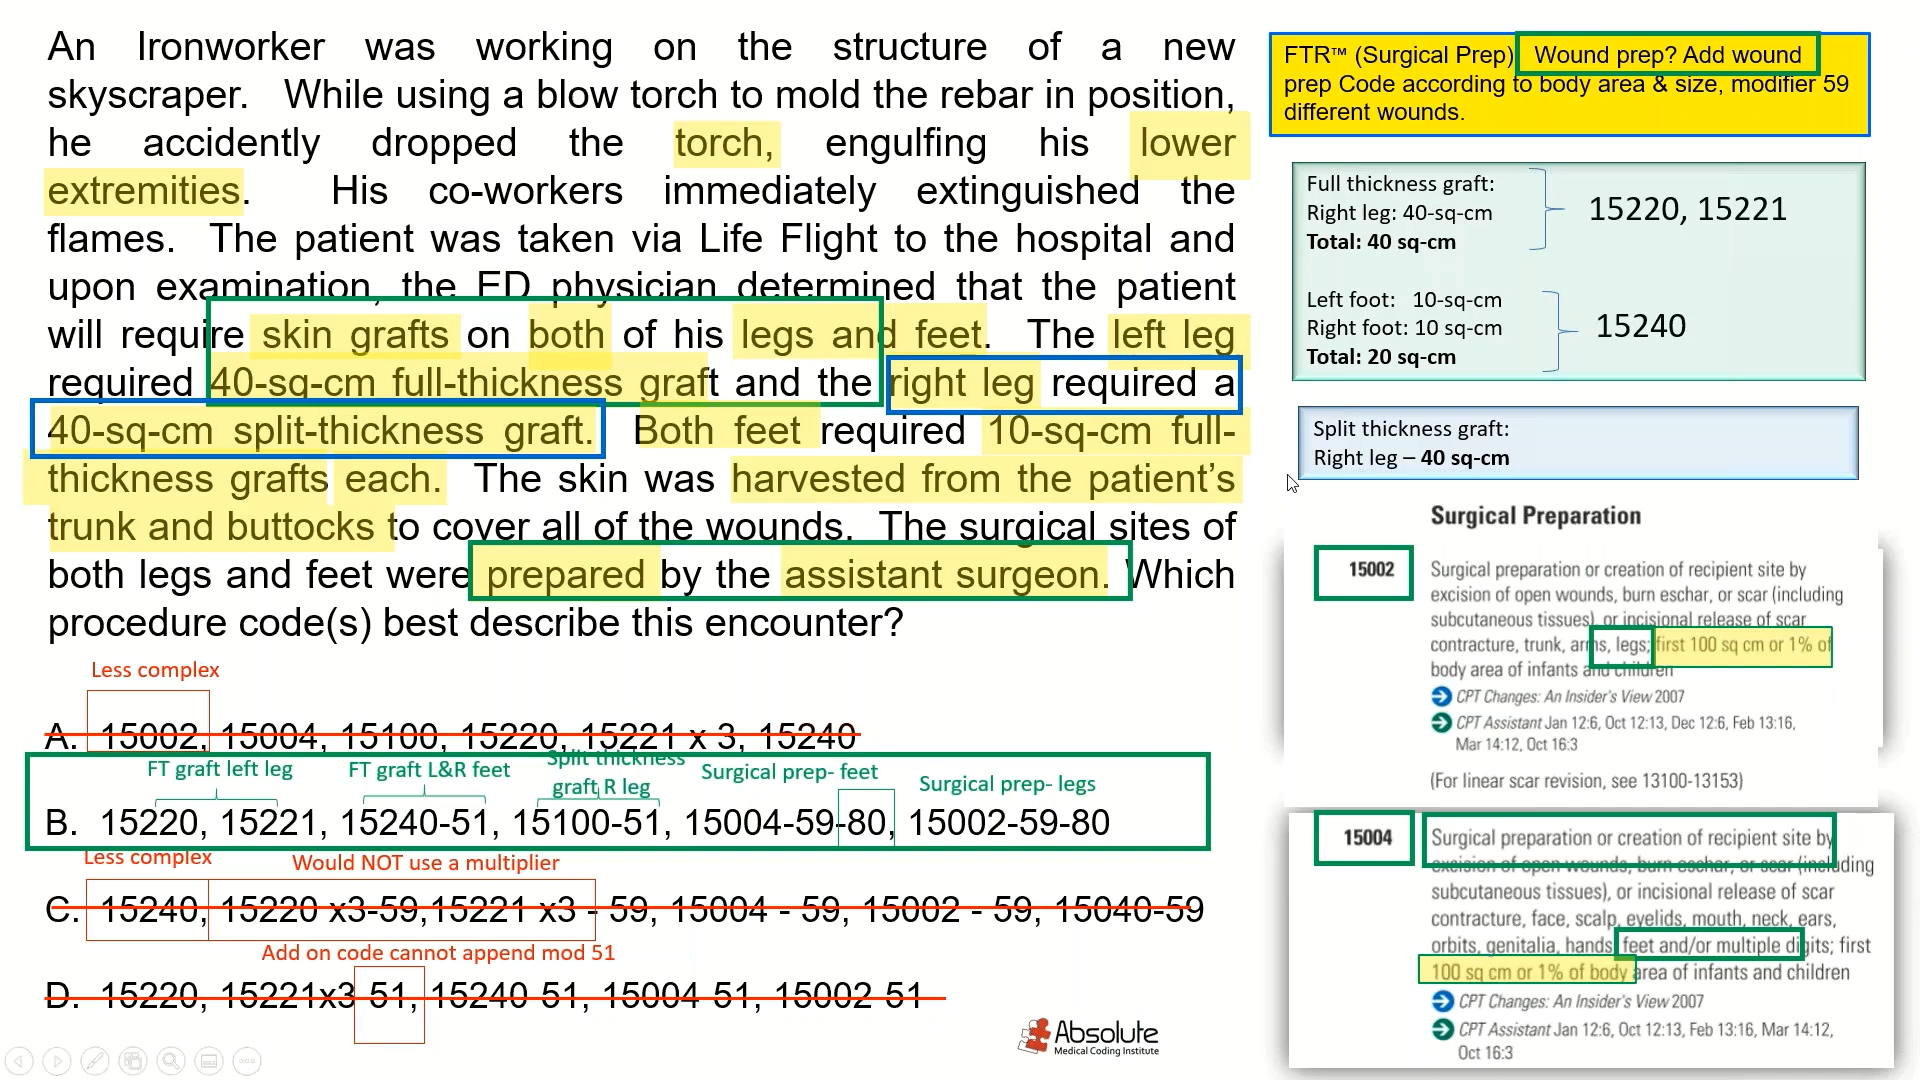 An Ironworker was working on the structure of a new
skyscraper. While using a blow torch to mold the rebar in position,
he accidently dropped the torch, engulfing his lower
extremities. His co-workers immediately extinguished the
flames. The patient was taken via Life Flight to the hospital and
upon examination, the ED physician determined that the patient
will require skin grafts on both of his legs and feet. The left leg
required 40-sq-cm full-thickness graft and the right leg required a
40-sq-cm split-thickness graft. Both feet required 10-sq-cm full-
thickness grafts each. The skin was harvested from the patient’s
trunk and buttocks to cover all of the wounds. The surgical sites of
both legs and feet were prepared by the assistant surgeon. Which
procedure code(s) best describe this encounter?
Less complex
A. 15002, 15004, 15100, 15220, 15221 x 3, 15240
FT graft left leg
FT graft L&R feet
Split thickness
graft R leg
Surgical prep- feet
Surgical prep- legs
B. 15220, 15221, 15240-51, 15100-51, 15004-59-80, 15002-59-80
Less complex
Would NOT use a multiplier
C. 15240, 15220 x3-59,15221 x3 - 59, 15004 - 59, 15002 - 59, 15040-59
Add on code cannot append mod 51
D. 15220, 15221x3 51, 15240 51, 15004 51, 15002 51
FTR™ (Surgical Prep) Wound prep? Add wound
prep Code according to body area & size, modifier 59
different wounds.
Full thickness graft:
Right leg: 40-sq-cm
Total: 40 sq-cm
15220, 15221
Left foot: 10-sq-cm
Right foot: 10 sq-cm
Total: 20 sq-cm
15240
Split thickness graft:
Right leg – 40 sq-cm
Surgical Preparation
15002 Surgical preparation or creation of recipient site by
excision of open wounds, burn eschar, or scar (including
subcutaneous tissues), or incisional release of scar
contracture, trunk, arms, legs; first 100 sq cm or 1% of
body area of infants and children
CPT Changes: An Insider's View 2007
CPT Assistant Jan 12:6, Oct 12:13, Dec 12:6, Feb 13:16,
Mar 14:12, Oct 16:3
(For linear scar revision, see 13100-13153)
15004 Surgical preparation or creation of recipient site by
excision of open wounds, burn eschar, or scar (including
subcutaneous tissues), or incisional release of scar
contracture, face, scalp, eyelids, mouth, neck, ears,
orbits, genitalia, hands, feet and/or multiple digits; first
100 sq cm or 1% of body area of infants and children
CPT Changes: An Insider's View 2007
CPT Assistant Jan 12:6, Oct 12:13, Feb 13:16, Mar 14:12,
Oct 16:3
Absolute
Medical Coding Institute